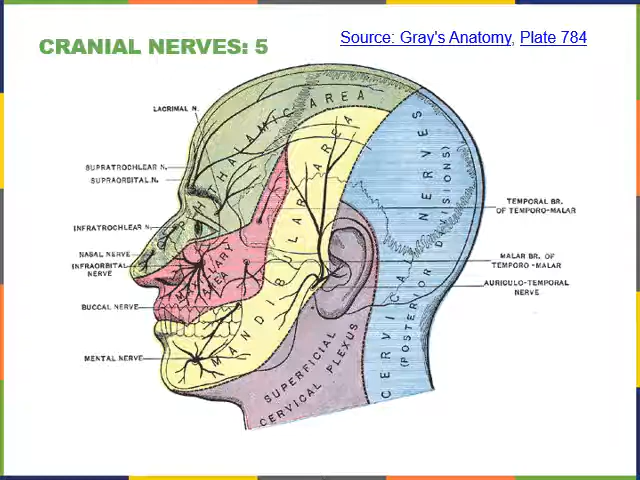 CRANIAL NERVES: 5
Source: Gray's Anatomy, Plate 784
LACRIMAL N.
SUPRATROCHLEAR N.
SUPRAORBITAL N.
INFRATROCHLEAR N.
NASAL NERVE
INFRAORBITAL
NERVE
BUCCAL NERVE
MENTAL NERVE
OPHTHALMIC AREA
MAXILLARY
AREA
MANDIBULAR AREA
SUPERFICIAL
CERVICAL PLEXUS
CERVICAL NERVES
(POSTERIOR DIVISIONS)
TEMPORAL BR.
OF TEMPORO-MALAR
MALAR BR. OF
TEMPORO-MALAR
AURICULO-TEMPORAL
NERVE